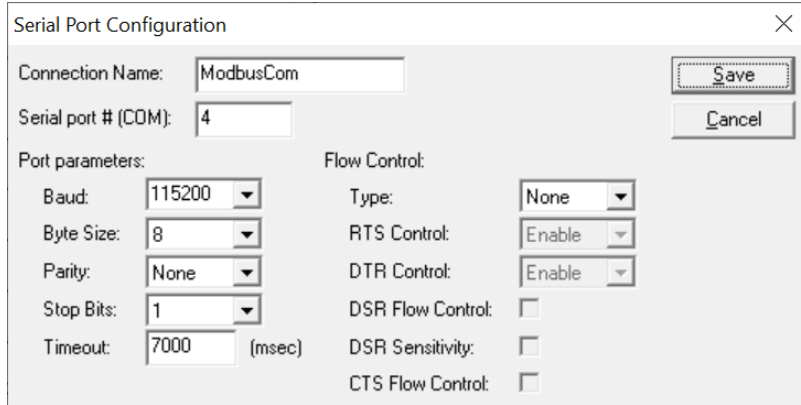 Serial Port Configuration
Connection Name: ModbusCom Save
Serial port # (COM): 4 Cancel
Port parameters: Flow Control:
Baud: 115200 Type: None
Byte Size: 8 RTS Control: Enable
Parity: None DTR Control: Enable
Stop Bits: 1 DSR Flow Control:
Timeout: 7000 (msec) DSR Sensitivity:
CTS Flow Control: